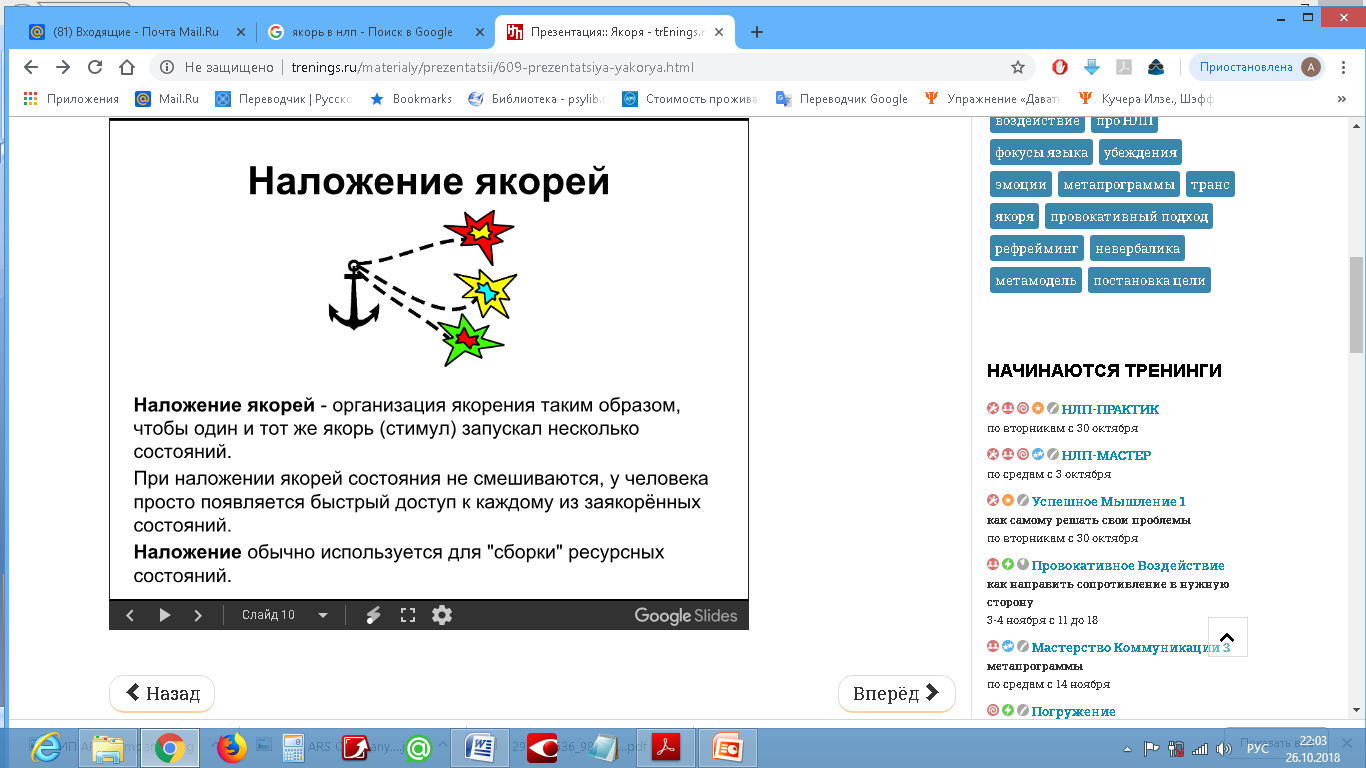 (81) Входящие - Почта Mail.Ru
якорь в нлп - Поиск в Google
Презентация:: Якоря - trEnings.r
Не защищено
trenings.ru/materialy/prezentatsii/609-prezentatsiya-yakorya.html
Приостановлена
A
Приложения
Mail.Ru
Переводчик | Русско
Bookmarks
Библиотека - psylib.
Стоимость прожива
Переводчик Google
Упражнение «Давать
Кучера Илзе., Шэфф
Наложение якорей
Наложение якорей - организация якорения таким образом,
чтобы один и тот же якорь (стимул) запускал несколько
состояний.
При наложении якорей состояния не смешиваются, у человека
просто появляется быстрый доступ к каждому из заякорённых
состояний.
Наложение обычно используется для "сборки" ресурсных
состояний.
Слайд 10
Google Slides
Назад
Вперёд
воздействие
про НЛП
фокусы языка
убеждения
эмоции
метапрограммы
транс
якоря
провокативный подход
рефрейминг
невербалика
метамодель
постановка цели
НАЧИНАЮТСЯ ТРЕНИНГИ
НЛП-ПРАКТИК
по вторникам с 30 октября
НЛП-МАСТЕР
по средам с 3 октября
Успешное Мышление 1
как самому решать свои проблемы
по вторникам с 30 октября
Провокативное Воздействие
как направить сопротивление в нужную
сторону
3-4 ноября с 11 до 18
Мастерство Коммуникации 3
метапрограммы
по средам с 14 ноября
Погружение
РУС
22:03
26.10.2018